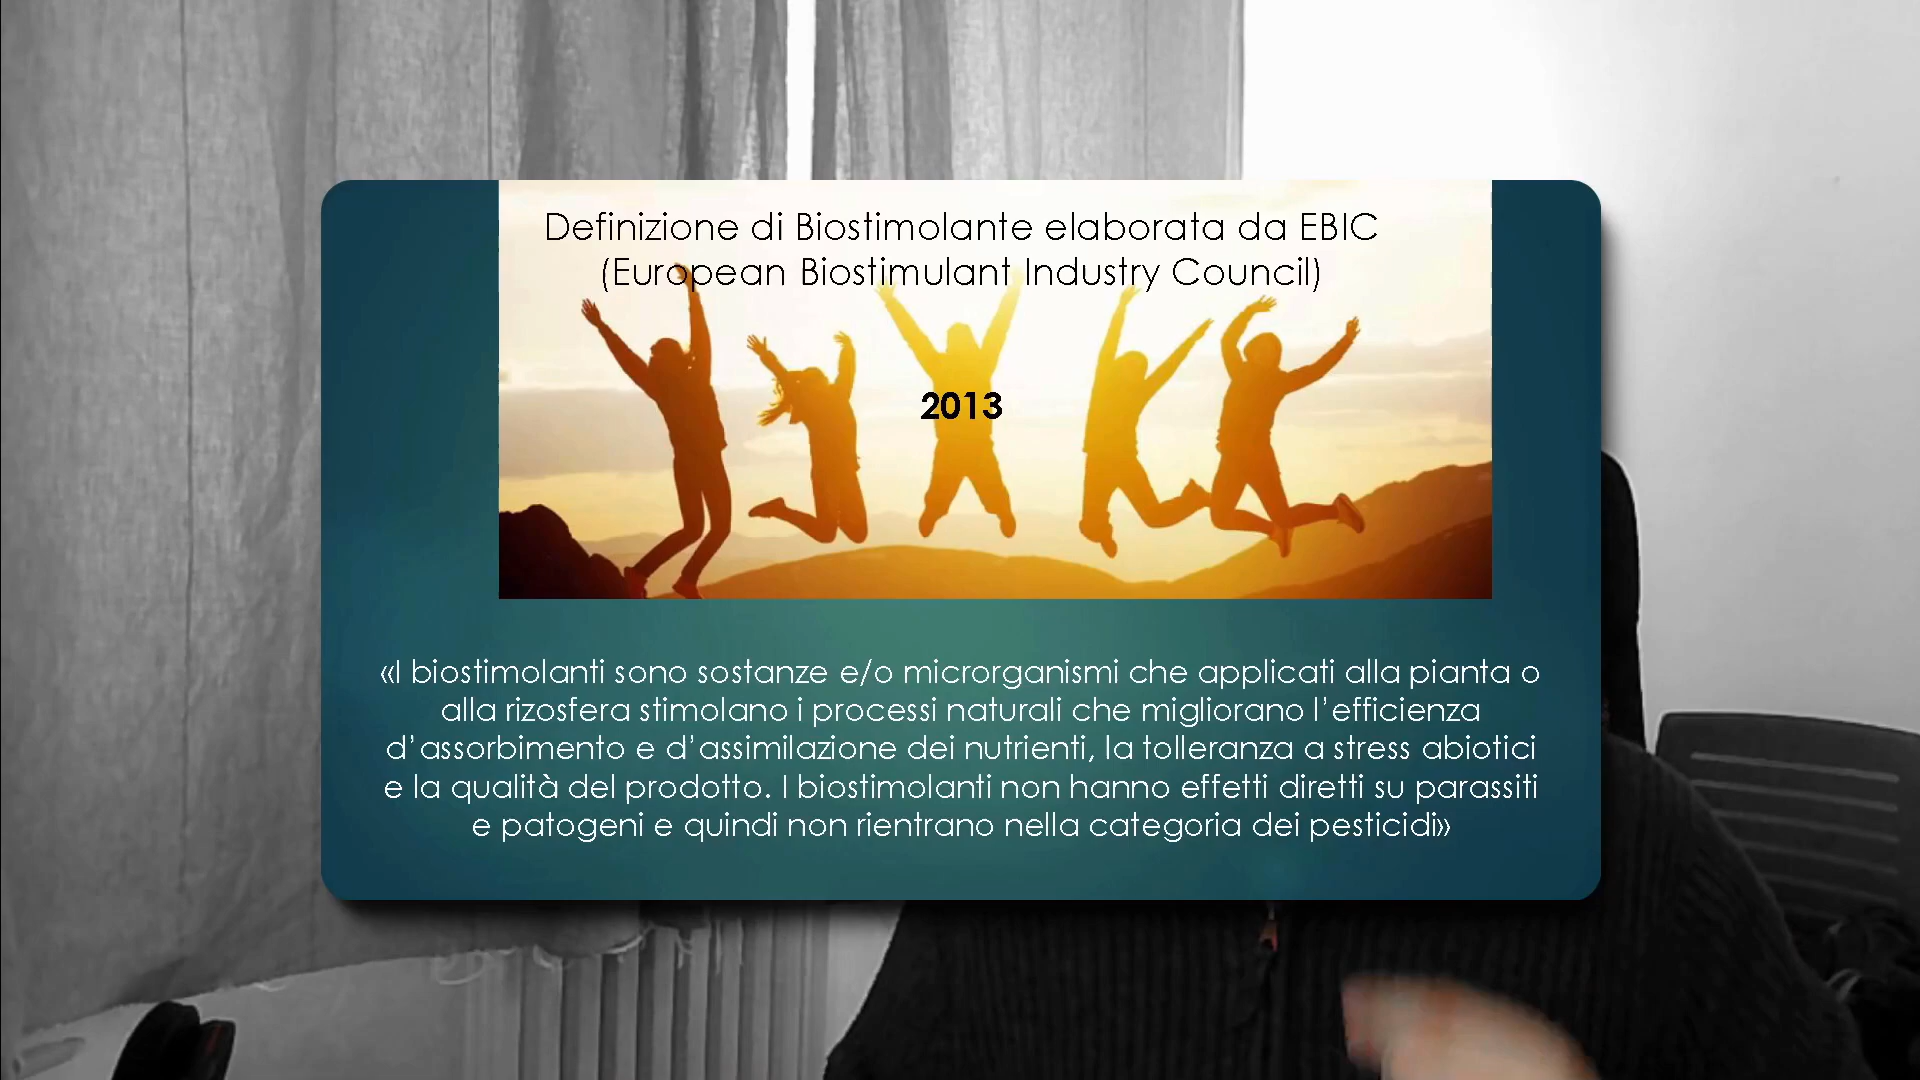 Definizione di Biostimolante elaborata da EBIC
(European Biostimulant Industry Council)
2013
«I biostimolanti sono sostanze e/o microrganismi che applicati alla pianta o
alla rizosfera stimolano i processi naturali che migliorano l’efficienza
d’assorbimento e d’assimilazione dei nutrienti, la tolleranza a stress abiotici
e la qualità del prodotto. I biostimolanti non hanno effetti diretti su parassiti
e patogeni e quindi non rientrano nella categoria dei pesticidi»